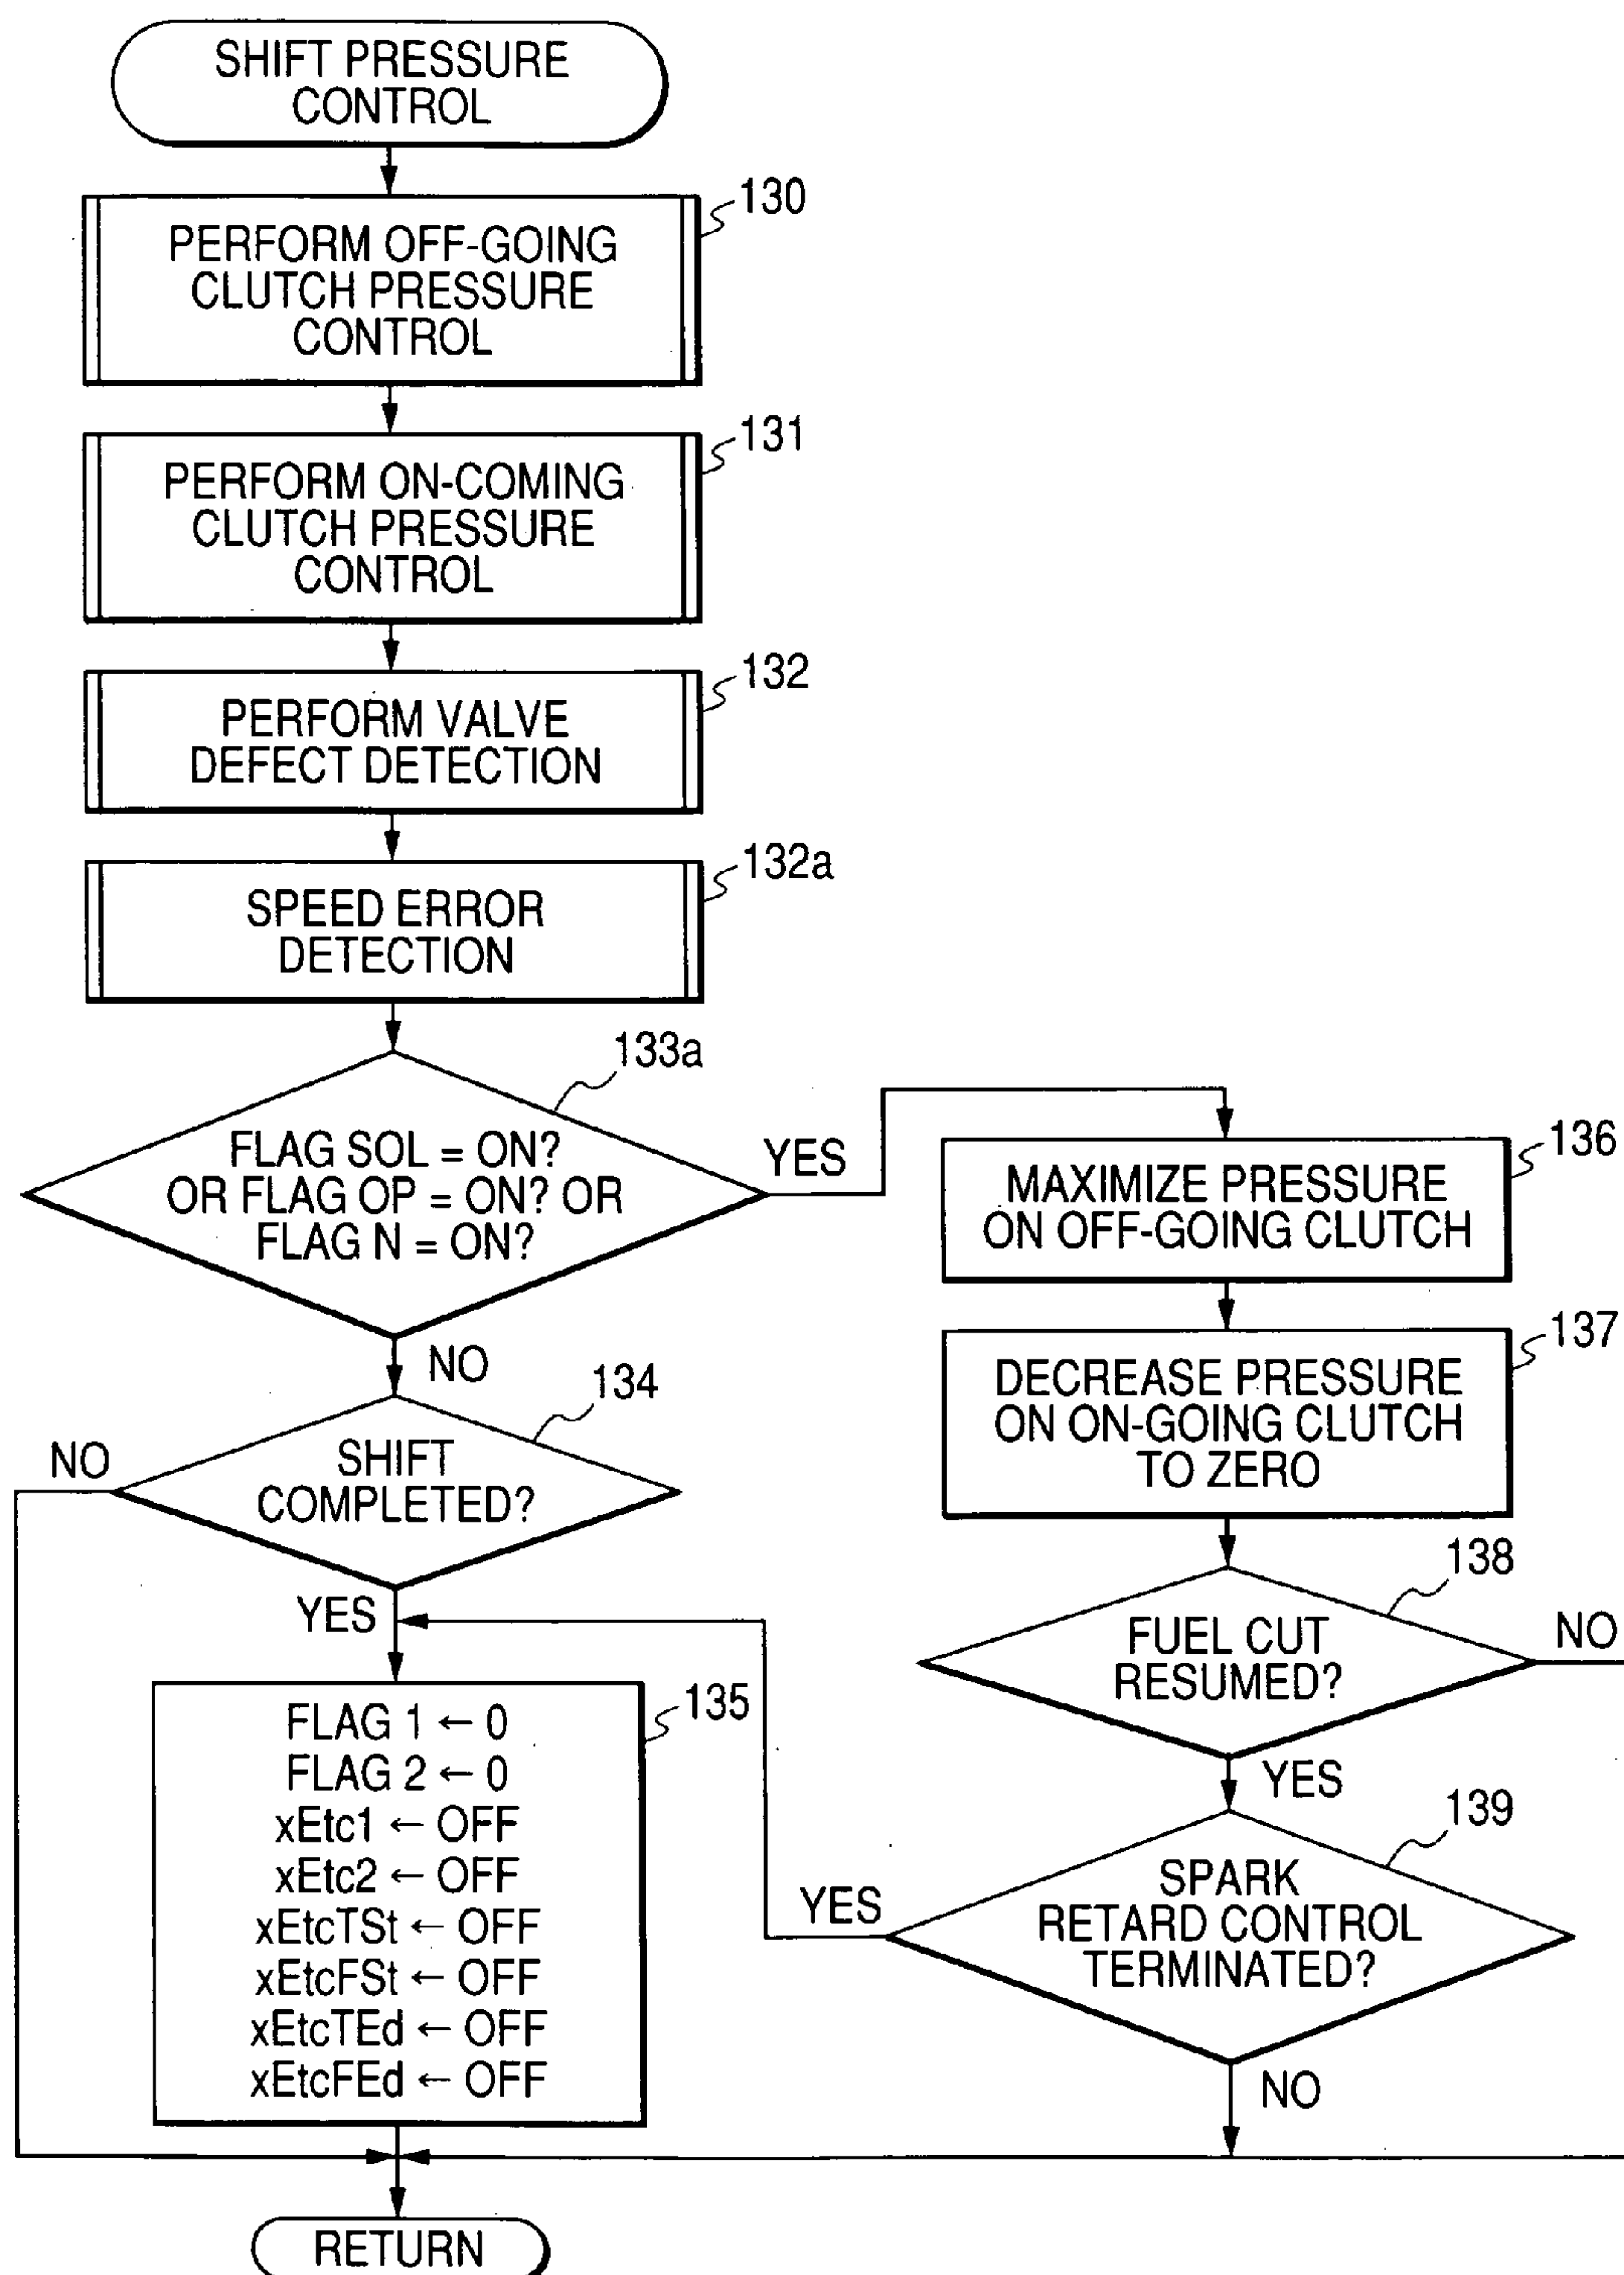 SHIFT PRESSURE
CONTROL
130
PERFORM OFF-GOING
CLUTCH PRESSURE
CONTROL
131
PERFORM ON-COMING
CLUTCH PRESSURE
CONTROL
132
PERFORM VALVE
DEFECT DETECTION
132a
SPEED ERROR
DETECTION
133a
FLAG SOL = ON?
OR FLAG OP = ON? OR
FLAG N = ON?
YES
NO
134
SHIFT
COMPLETED?
NO
YES
135
FLAG 1 ← 0
FLAG 2 ← 0
xEtc1 ← OFF
xEtc2 ← OFF
xEtcTSt ← OFF
xEtcFSt ← OFF
xEtcTEd ← OFF
xEtcFEd ← OFF
136
MAXIMIZE PRESSURE
ON OFF-GOING CLUTCH
137
DECREASE PRESSURE
ON ON-GOING CLUTCH
TO ZERO
138
FUEL CUT
RESUMED?
NO
YES
139
SPARK
RETARD CONTROL
TERMINATED?
YES
NO
RETURN